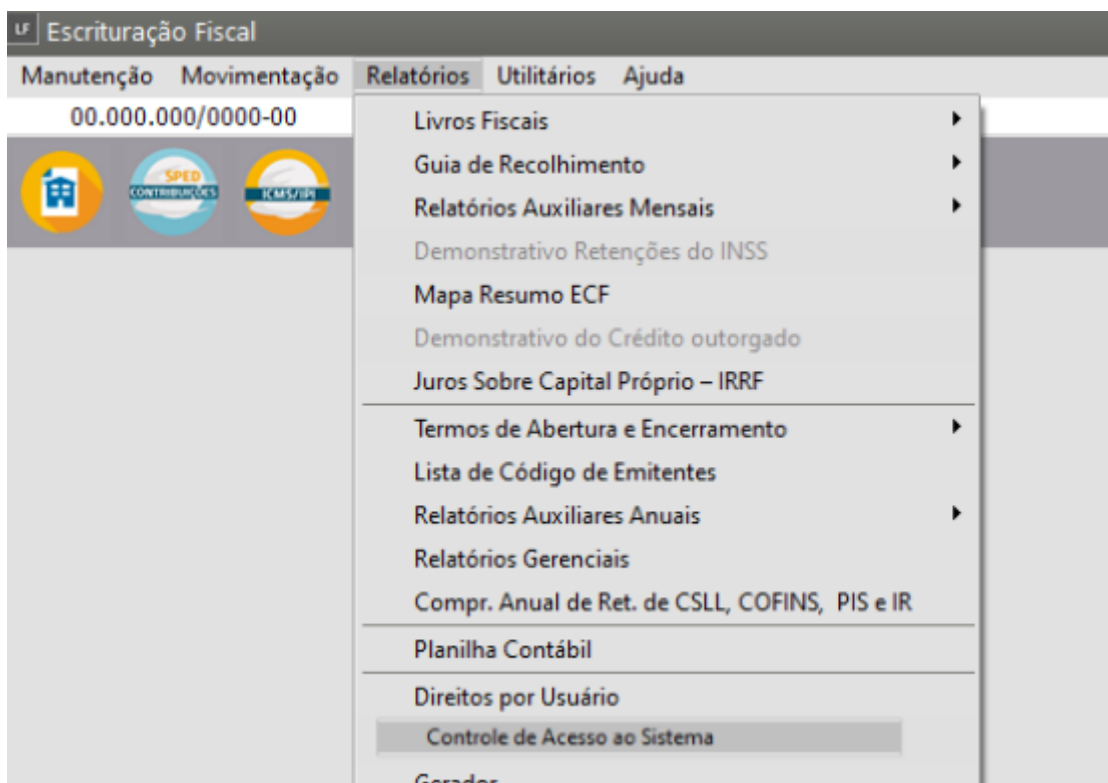 LF Escrituração Fiscal
Manutenção Movimentação Relatórios Utilitários Ajuda
00.000.000/0000-00
SPED
CONTRIBUIÇÕES
ICMS/IPI
Livros Fiscais
Guia de Recolhimento
Relatórios Auxiliares Mensais
Demonstrativo Retenções do INSS
Mapa Resumo ECF
Demonstrativo do Crédito outorgado
Juros Sobre Capital Próprio – IRRF
Termos de Abertura e Encerramento
Lista de Código de Emitentes
Relatórios Auxiliares Anuais
Relatórios Gerenciais
Compr. Anual de Ret. de CSLL, COFINS, PIS e IR
Planilha Contábil
Direitos por Usuário
Controle de Acesso ao Sistema